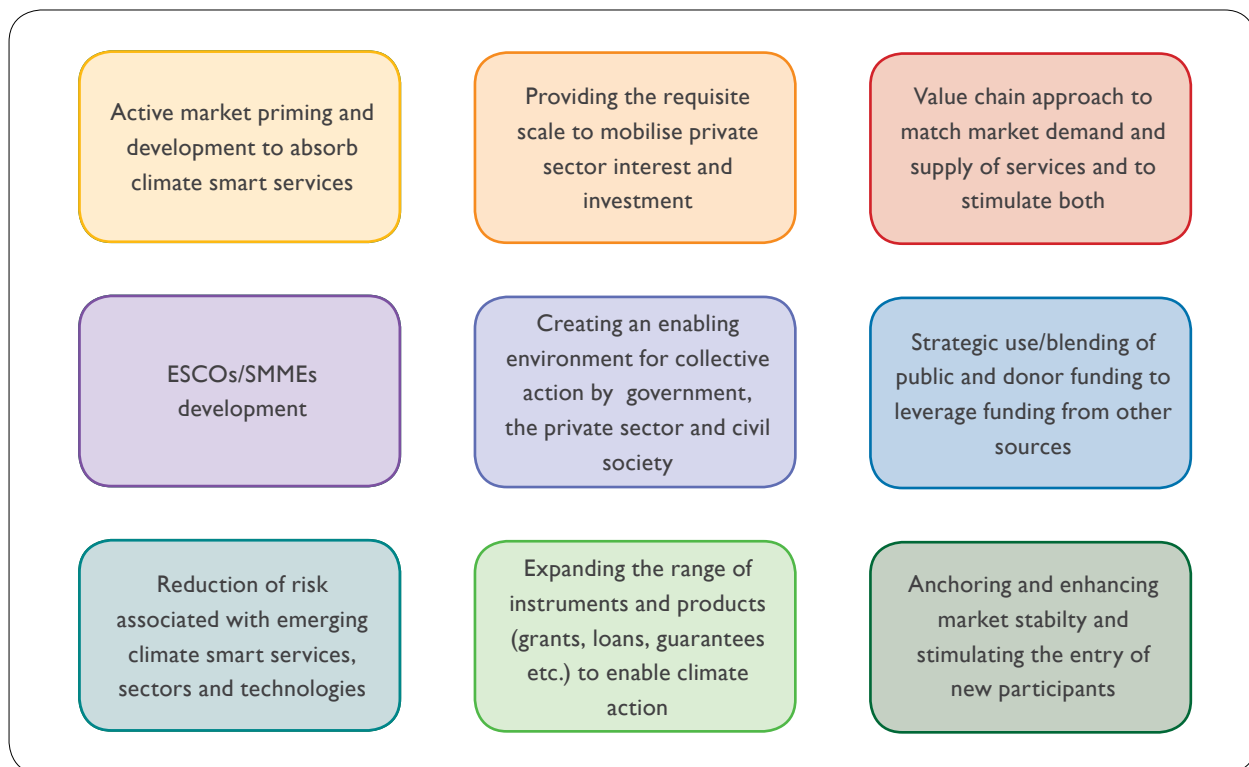 Active market priming and
development to absorb
climate smart services
Providing the requisite
scale to mobilise private
sector interest and
investment
Value chain approach to
match market demand and
supply of services and to
stimulate both
ESCOs/SMMEs
development
Creating an enabling
environment for collective
action by government,
the private sector and civil
society
Strategic use/blending of
public and donor funding to
leverage funding from other
sources
Reduction of risk
associated with emerging
climate smart services,
sectors and technologies
Expanding the range of
instruments and products
(grants, loans, guarantees
etc.) to enable climate
action
Anchoring and enhancing
market stabilty and
stimulating the entry of
new participants